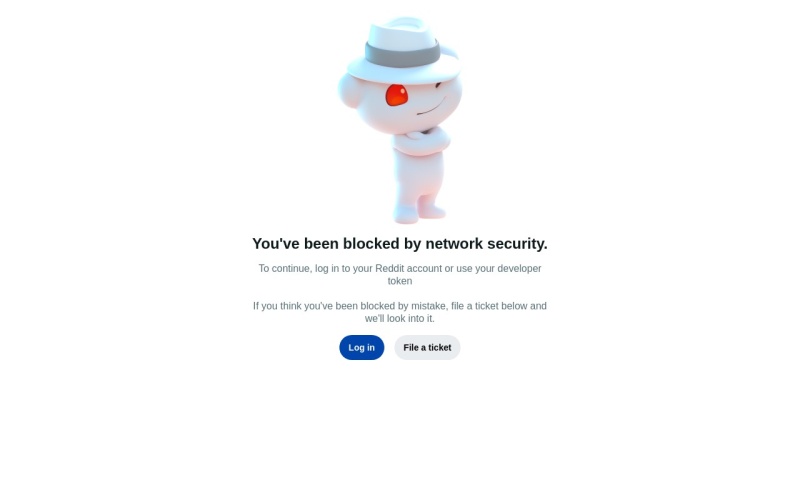 You've been blocked by network security.
To continue, log in to your Reddit account or use your developer
token
If you think you've been blocked by mistake, file a ticket below and
we'll look into it.
Log in
File a ticket